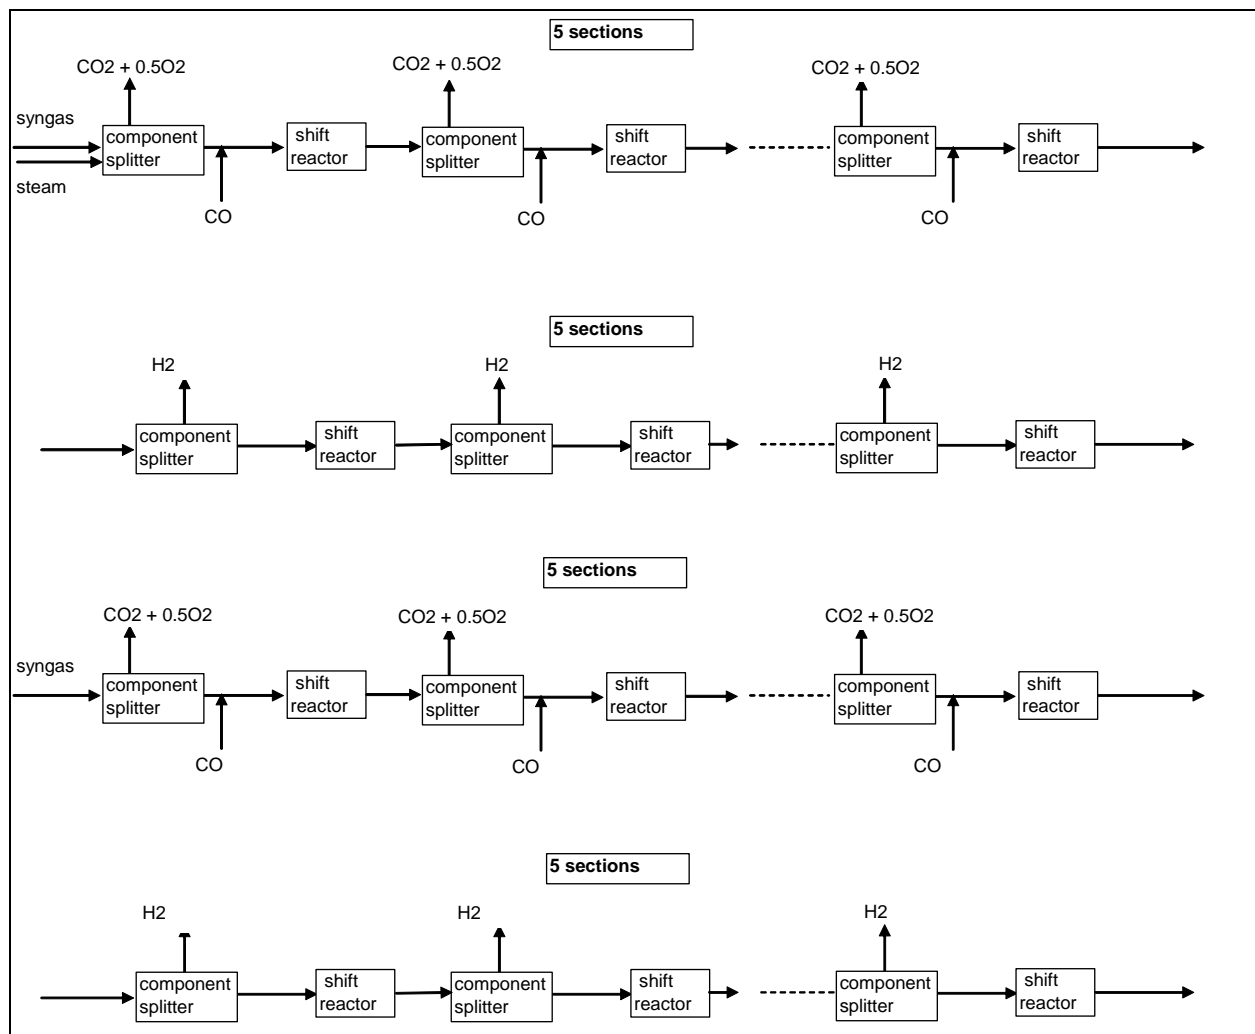 5 sections
CO2 + 0.5O2
CO2 + 0.5O2
CO2 + 0.5O2
syngas
steam
component
splitter
shift
reactor
component
splitter
shift
reactor
component
splitter
shift
reactor
CO
CO
CO
5 sections
H2
H2
H2
component
splitter
shift
reactor
component
splitter
shift
reactor
component
splitter
shift
reactor
5 sections
CO2 + 0.5O2
CO2 + 0.5O2
CO2 + 0.5O2
syngas
component
splitter
shift
reactor
component
splitter
shift
reactor
component
splitter
shift
reactor
CO
CO
CO
5 sections
H2
H2
H2
component
splitter
shift
reactor
component
splitter
shift
reactor
component
splitter
shift
reactor